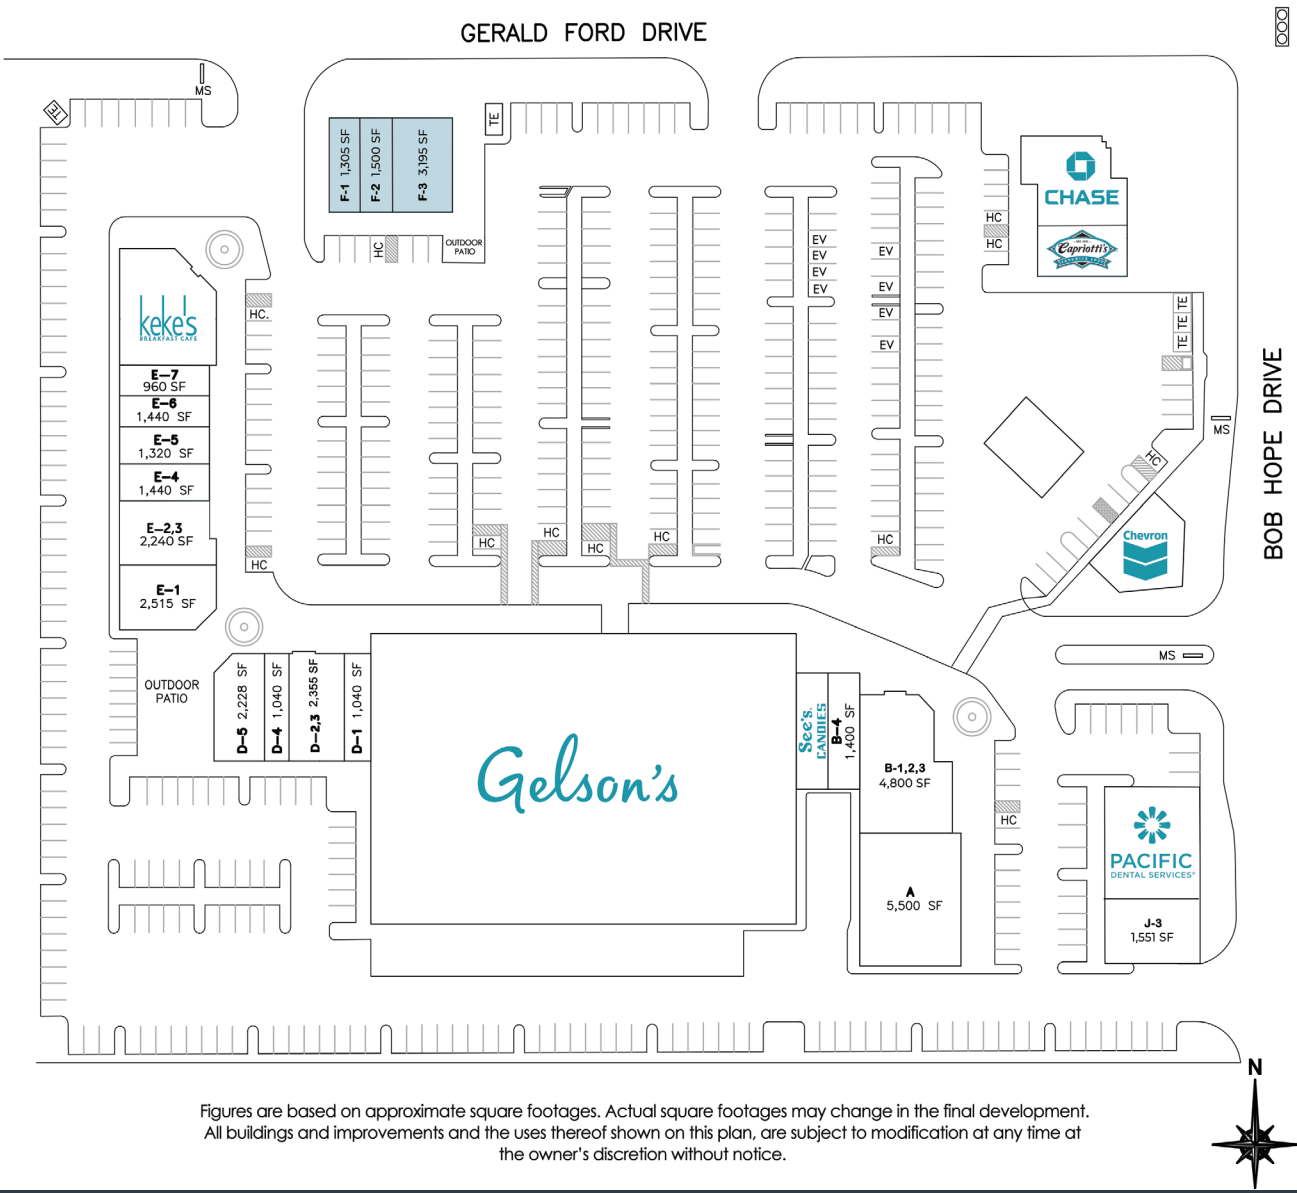 GERALD FORD DRIVE
MS
TE
TE
F-1 1,305 SF
F-2 1,500 SF
F-3 3,195 SF
HC
OUTDOOR
PATIO
CHASE
EST. 1976
Capriotti's
SANDWICH SHOP
HC
HC
EV
EV
EV
EV
EV
EV
EV
EV
TE
TE
TE
HC.
keke's
BREAKFAST CAFE
E-7
960 SF
E-6
1,440 SF
E-5
1,320 SF
E-4
1,440 SF
E-2,3
2,240 SF
E-1
2,515 SF
HC
HC
HC
HC
HC
HC
MS
BOB HOPE DRIVE
HC
Chevron
MS
OUTDOOR
PATIO
D-5 2,228 SF
D-4 1,040 SF
D-2,3 2,355 SF
D-1 1,040 SF
Gelson's
See's
CANDIES
B-4
1,400 SF
B-1,2,3
4,800 SF
HC
A
5,500 SF
PACIFIC
DENTAL SERVICES®
J-3
1,551 SF
N
Figures are based on approximate square footages. Actual square footages may change in the final development.
All buildings and improvements and the uses thereof shown on this plan, are subject to modification at any time at
the owner's discretion without notice.